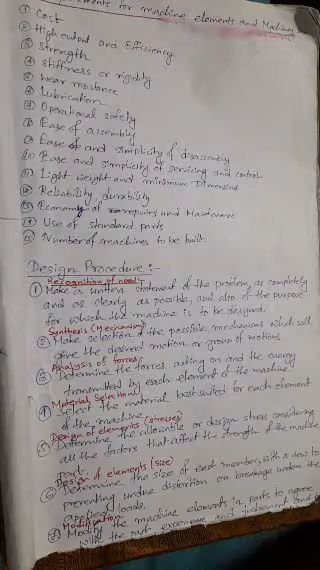 for machine elements and Machines
① Cost
② High output and Efficiency
③ Strength
④ Stiffness or rigidity
⑤ Wear resistance
⑥ Lubrication
⑦ Operational safety
⑧ Ease of assembly
⑨ Ease and simplicity of disassembly
⑩ Ease and simplicity of servicing and control
⑪ Light Weight and minimum Dimensions
⑫ Reliability, durability
⑬ Economy of repairs and Maintenance
⑭ Use of standard parts
⑮ Number of machines to be built.
Design Procedure :-
Recognition of need:-
① Make a written statement of the problem, as completely
and as clearly as possible, and also of the purpose
for which the machine is to be designed.
Synthesis (Mechanism)
② Make selection of the possible mechanisms which will
give the desired motion or group of motions.
Analysis of forces
③ Determine the forces acting on and the energy
transmitted by each element of the machine.
Material Selection
④ Select the material best suited for each element
of the machine.
Design of elements (stresses)
⑤ Determine the allowable or design stress considering
all the factors that affect the strength of the machine
part.
Design of elements (size)
⑥ Determine the size of each member, with a view to
preventing undue distortion or breakage under the
applied loads.
Modification
⑦ Modify the machine elements in parts to agree
with the past experience and judgement and